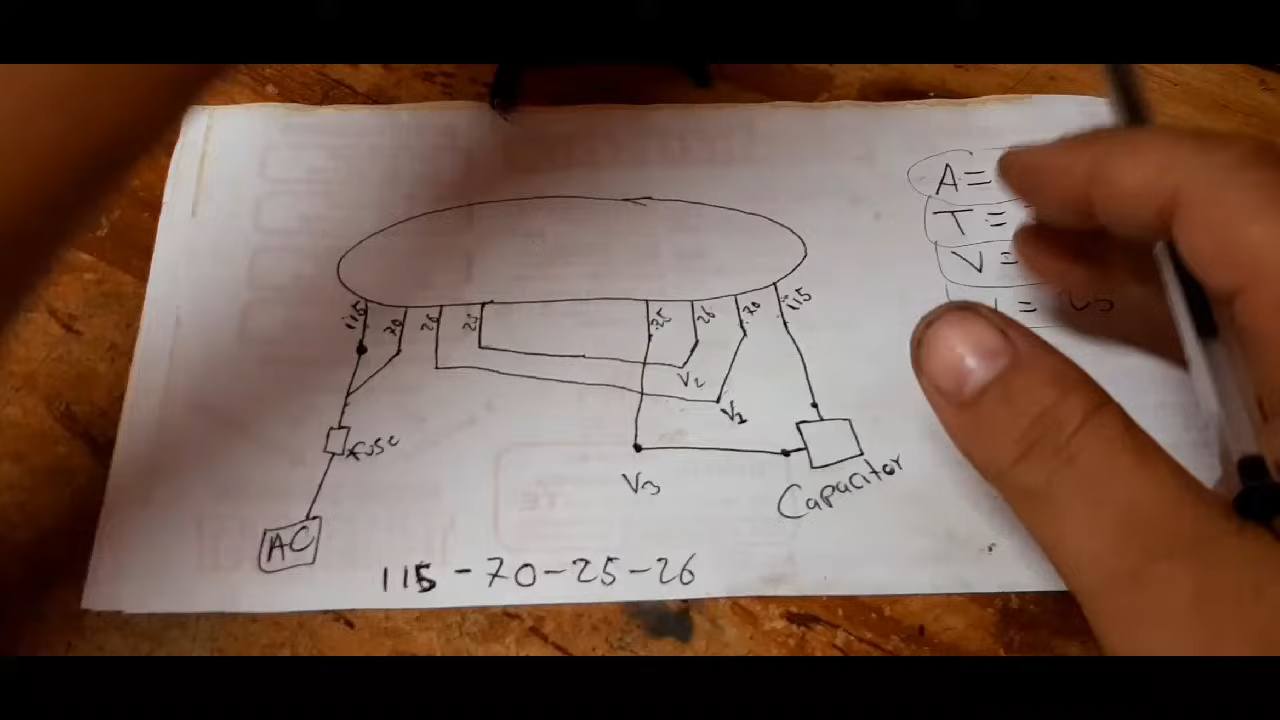 A=
T=
V=
115 70 26 25 25 26 70 115
V2
V1
fuse
V3
Capacitor
AC
115-70-25-26